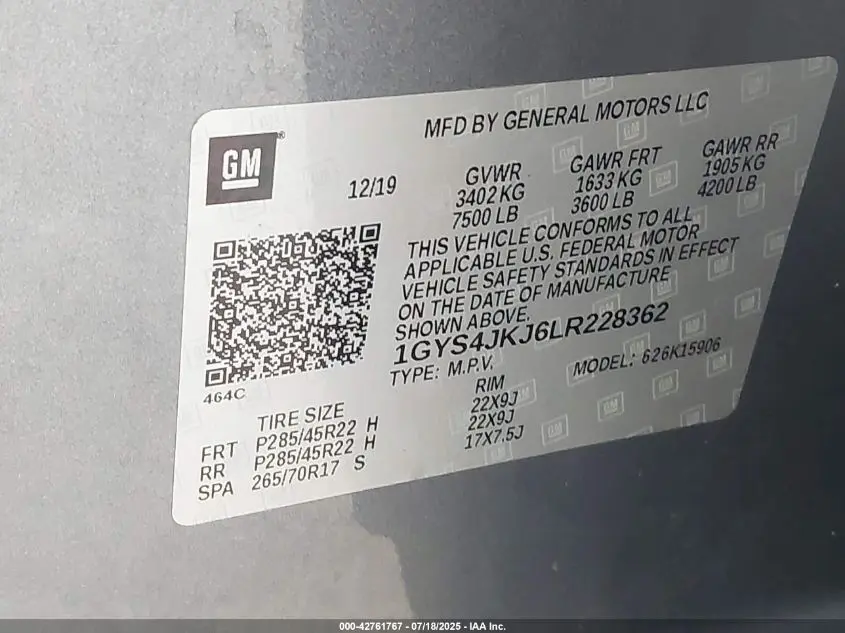 MFD BY GENERAL MOTORS LLC
GM®
12/19
GVWR GAWR FRT GAWR RR
3402 KG 1633 KG 1905 KG
7500 LB 3600 LB 4200 LB
THIS VEHICLE CONFORMS TO ALL
APPLICABLE U.S. FEDERAL MOTOR
VEHICLE SAFETY STANDARDS IN EFFECT
ON THE DATE OF MANUFACTURE
SHOWN ABOVE.
1GYS4JKJ6LR228362
TYPE: M.P.V. MODEL: 626K15906
464C
TIRE SIZE RIM
FRT P285/45R22 H 22X9J
RR P285/45R22 H 22X9J
SPA 265/70R17 S 17X7.5J
000-42761767 - 07/18/2025 - IAA Inc.